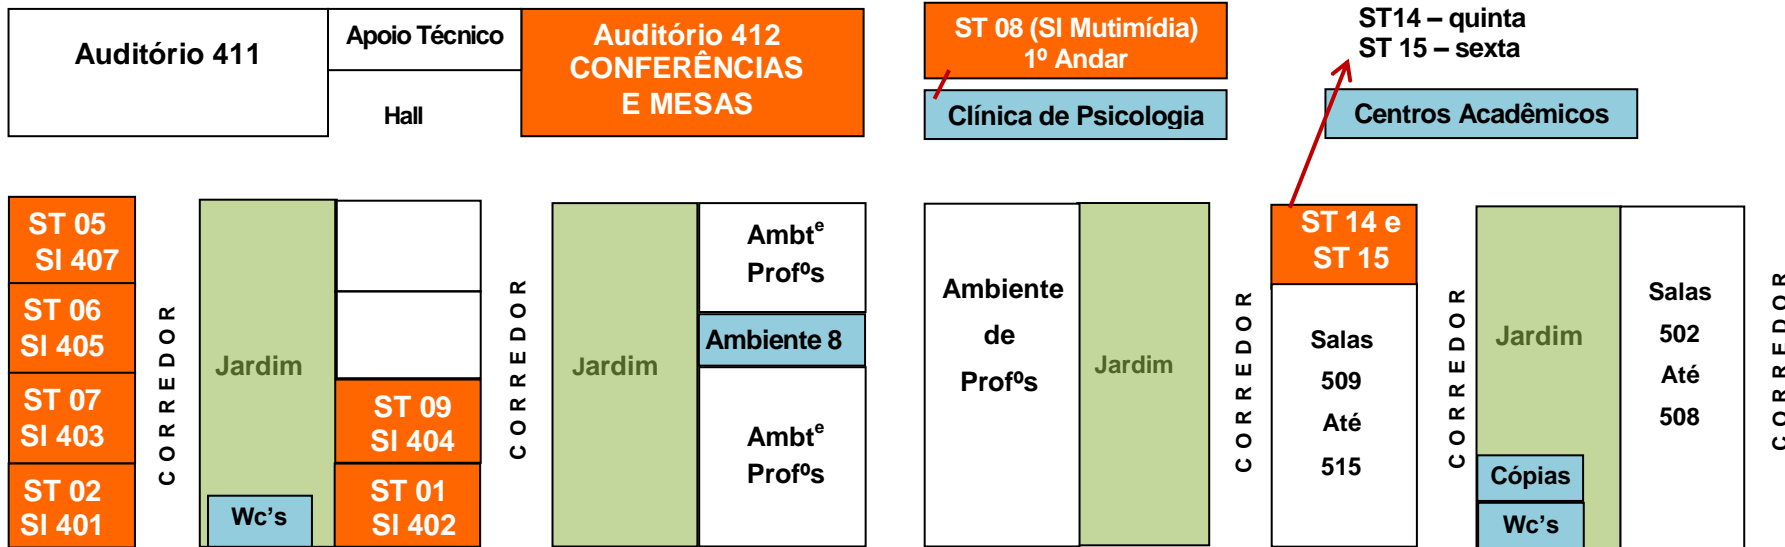 Auditório 411
Apoio Técnico
Hall
Auditório 412
CONFERÊNCIAS
E MESAS
ST 08 (SI Mutimídia)
1º Andar
Clínica de Psicologia
ST14 – quinta
ST 15 – sexta
Centros Acadêmicos
ST 05
SI 407
ST 06
SI 405
ST 07
SI 403
ST 02
SI 401
CORREDOR
Jardim
Wc's
ST 09
SI 404
ST 01
SI 402
CORREDOR
Jardim
Ambtᵉ
Profºs
Ambiente 8
Ambtᵉ
Profºs
Ambiente
de
Profºs
Jardim
CORREDOR
ST 14 e
ST 15
Salas
509
Até
515
CORREDOR
Jardim
Cópias
Wc's
Salas
502
Até
508
CORREDOR